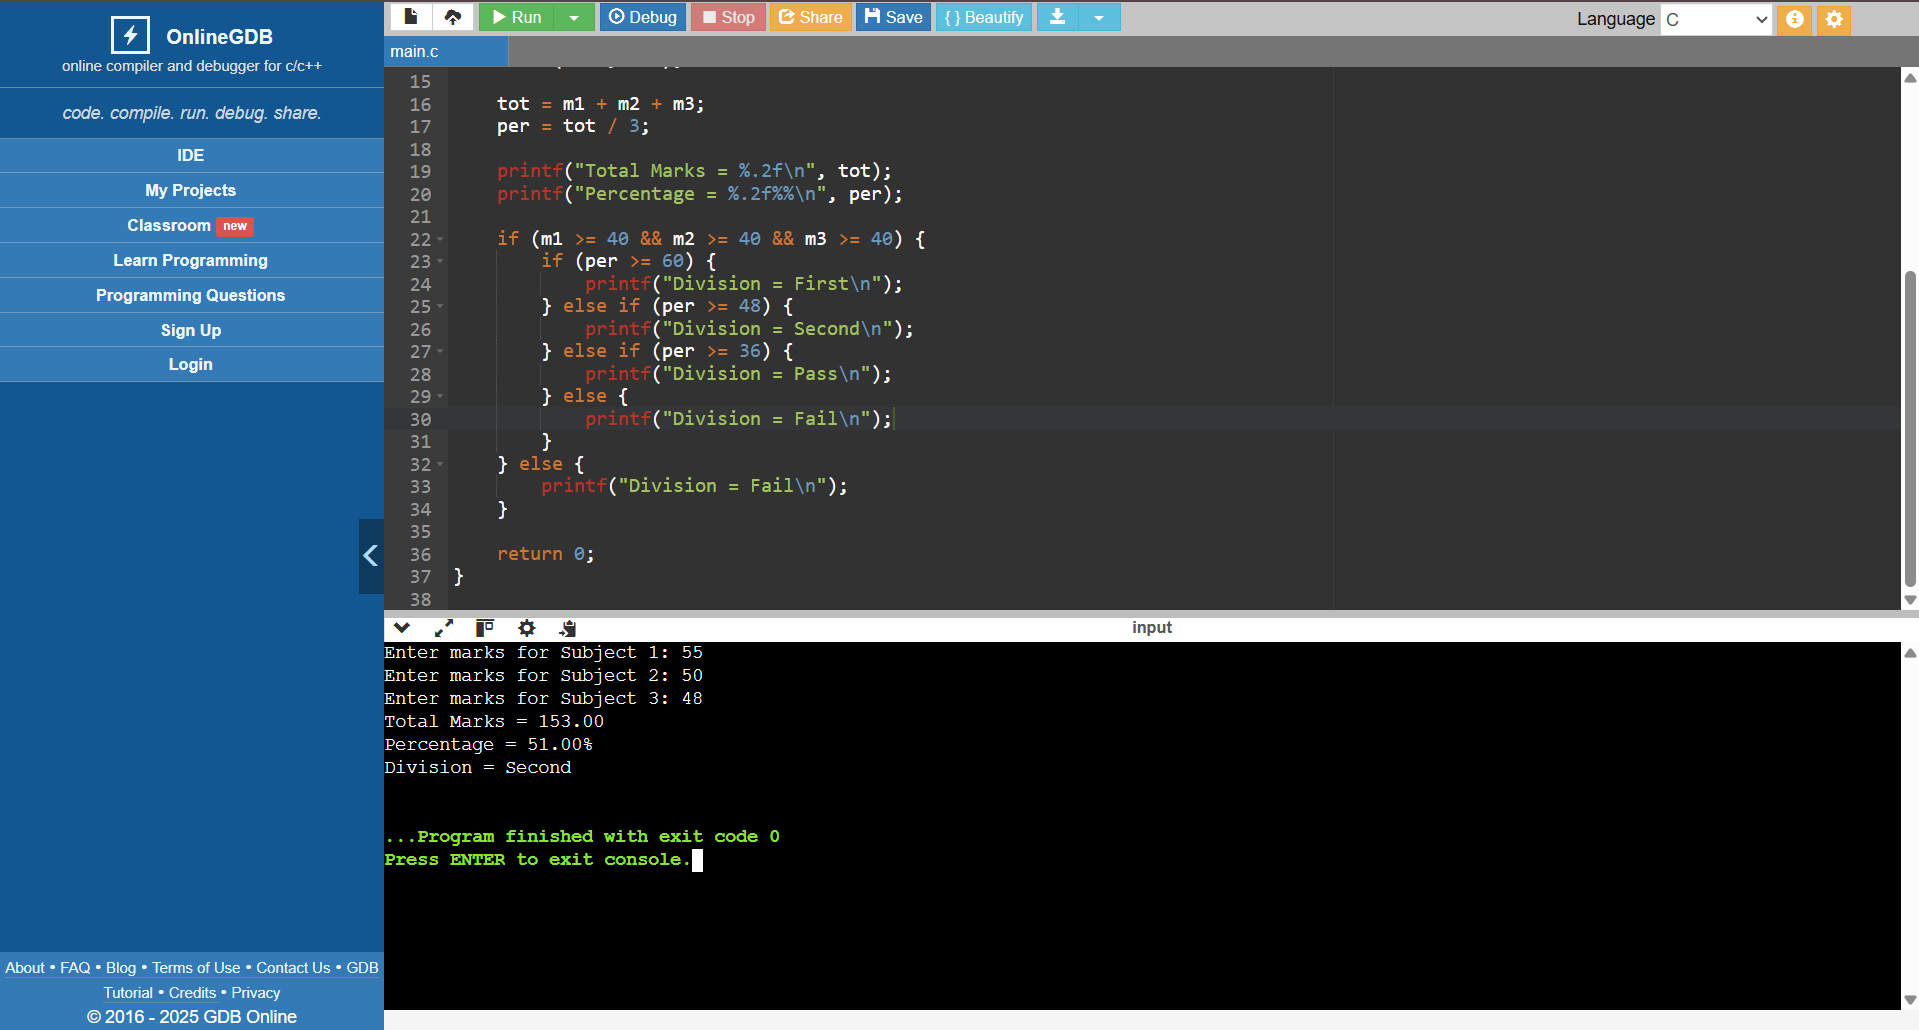 OnlineGDB
online compiler and debugger for c/c++
code. compile. run. debug. share.
IDE
My Projects
Classroom new
Learn Programming
Programming Questions
Sign Up
Login
About • FAQ • Blog • Terms of Use • Contact Us • GDB
Tutorial • Credits • Privacy
© 2016 - 2025 GDB Online
Run Debug Stop Share Save { } Beautify Language C
main.c
15
16 tot = m1 + m2 + m3;
17 per = tot / 3;
18
19 printf("Total Marks = %.2f\n", tot);
20 printf("Percentage = %.2f%%\n", per);
21
22 if (m1 >= 40 && m2 >= 40 && m3 >= 40) {
23 if (per >= 60) {
24 printf("Division = First\n");
25 } else if (per >= 48) {
26 printf("Division = Second\n");
27 } else if (per >= 36) {
28 printf("Division = Pass\n");
29 } else {
30 printf("Division = Fail\n");
31 }
32 } else {
33 printf("Division = Fail\n");
34 }
35
36 return 0;
37 }
38
input
Enter marks for Subject 1: 55
Enter marks for Subject 2: 50
Enter marks for Subject 3: 48
Total Marks = 153.00
Percentage = 51.00%
Division = Second
...Program finished with exit code 0
Press ENTER to exit console.